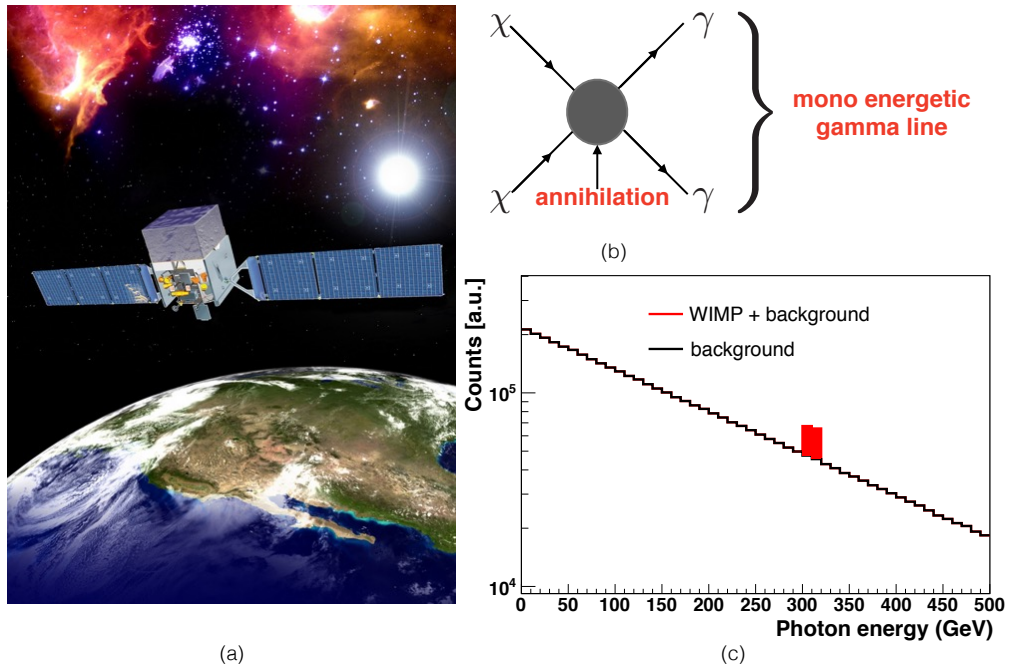 χ
γ
mono energetic
gamma line
χ
annihilation
γ
(b)
Counts [a.u.]
WIMP + background
background
10⁵
10⁴
0 50 100 150 200 250 300 350 400 450 500
Photon energy (GeV)
(a)
(c)